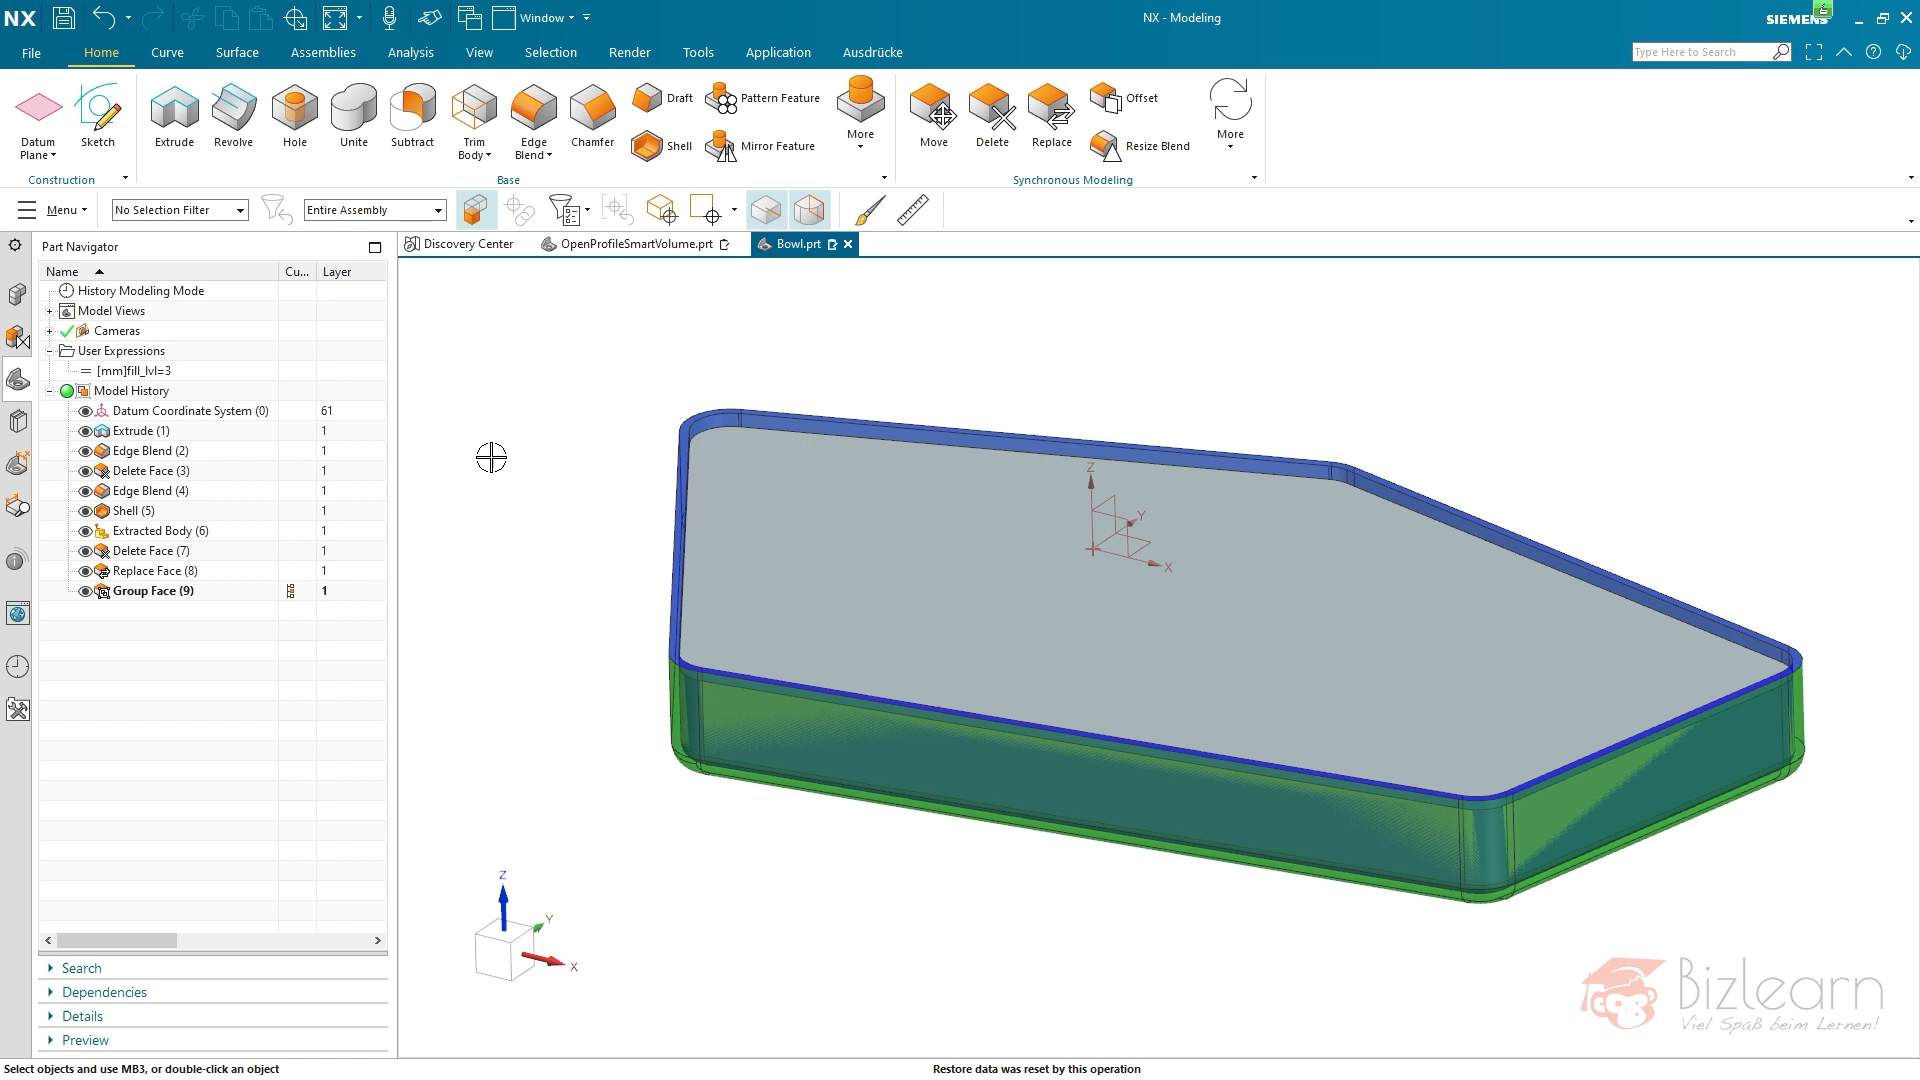 NX
Window
NX - Modeling
SIEMENS
File
Home
Curve
Surface
Assemblies
Analysis
View
Selection
Render
Tools
Application
Ausdrücke
Type Here to Search
Datum Plane
Sketch
Extrude
Revolve
Hole
Unite
Subtract
Trim Body
Edge Blend
Chamfer
Draft
Shell
Pattern Feature
Mirror Feature
More
Move
Delete
Replace
Offset
Resize Blend
More
Construction
Base
Synchronous Modeling
Menu
No Selection Filter
Entire Assembly
Part Navigator
Discovery Center
OpenProfileSmartVolume.prt
Bowl.prt
Name
Cu...
Layer
History Modeling Mode
Model Views
Cameras
User Expressions
[mm]fill_lvl=3
Model History
Datum Coordinate System (0) 61
Extrude (1) 1
Edge Blend (2) 1
Delete Face (3) 1
Edge Blend (4) 1
Shell (5) 1
Extracted Body (6) 1
Delete Face (7) 1
Replace Face (8) 1
Group Face (9) 1
Z
Y
X
Z
Y
X
Search
Dependencies
Details
Preview
Bizlearn
Viel Spaß beim Lernen!
Select objects and use MB3, or double-click an object
Restore data was reset by this operation